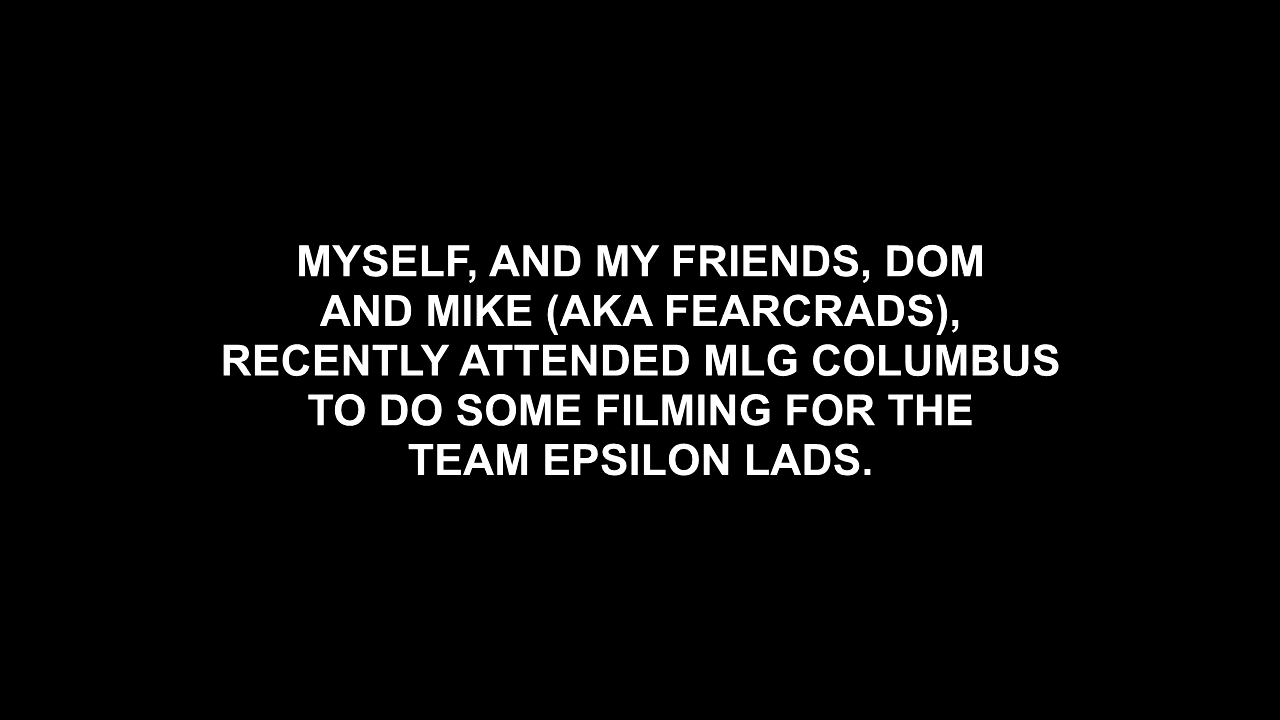 MYSELF, AND MY FRIENDS, DOM
AND MIKE (AKA FEARCRADS),
RECENTLY ATTENDED MLG COLUMBUS
TO DO SOME FILMING FOR THE
TEAM EPSILON LADS.